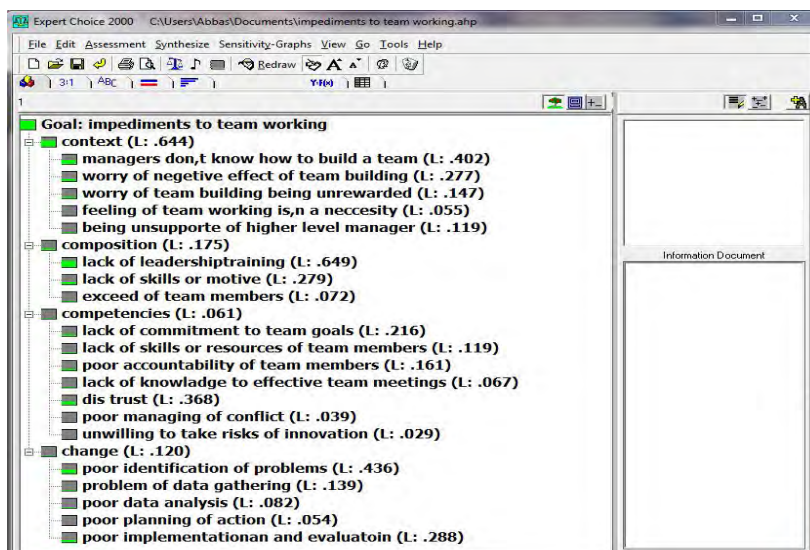 Expert Choice 2000 C:\Users\Abbas\Documents\impediments to team working.ahp
File Edit Assessment Synthesize Sensitivity-Graphs View Go Tools Help
Redraw A A
3:1 ABC Y-F(x)
1
Goal: impediments to team working
context (L: .644)
managers don,t know how to build a team (L: .402)
worry of negetive effect of team building (L: .277)
worry of team building being unrewarded (L: .147)
feeling of team working is,n a neccesity (L: .055)
being unsupporte of higher level manager (L: .119)
composition (L: .175)
lack of leadershiptraining (L: .649)
lack of skills or motive (L: .279)
exceed of team members (L: .072)
competencies (L: .061)
lack of commitment to team goals (L: .216)
lack of skills or resources of team members (L: .119)
poor accountability of team members (L: .161)
lack of knowladge to effective team meetings (L: .067)
dis trust (L: .368)
poor managing of conflict (L: .039)
unwilling to take risks of innovation (L: .029)
change (L: .120)
poor identification of problems (L: .436)
problem of data gathering (L: .139)
poor data analysis (L: .082)
poor planning of action (L: .054)
poor implementationan and evaluatoin (L: .288)
Information Document